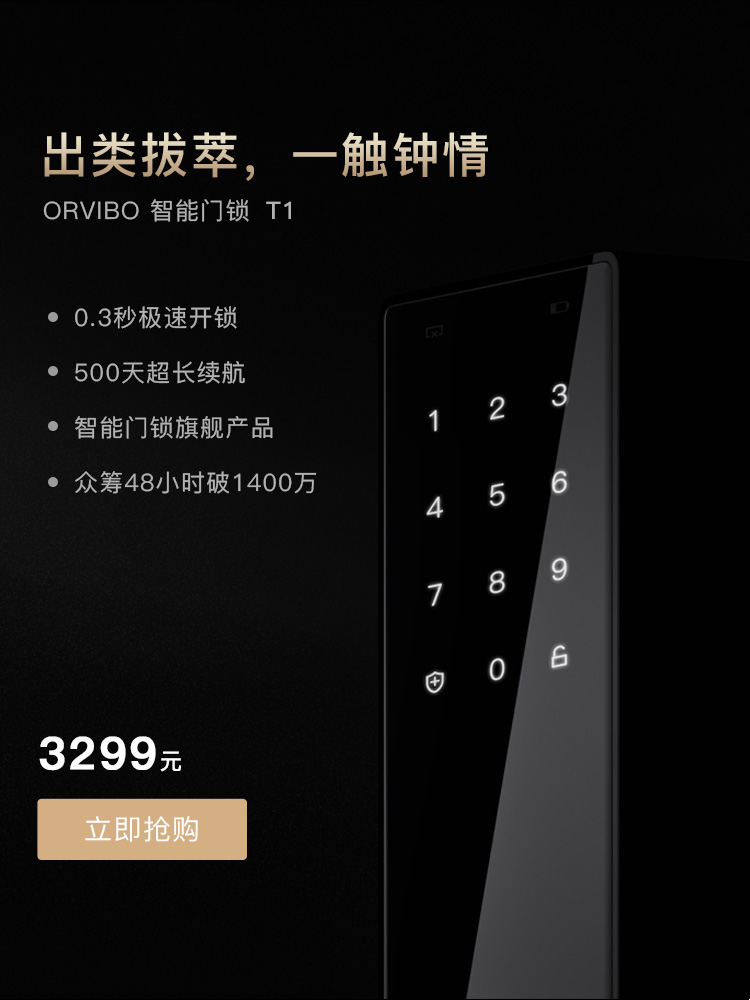 出类拔萃，一触钟情
ORVIBO 智能门锁 T1
0.3秒极速开锁
500天超长续航
智能门锁旗舰产品
众筹48小时破1400万
1 2 3
4 5 6
7 8 9
0
3299元
立即抢购